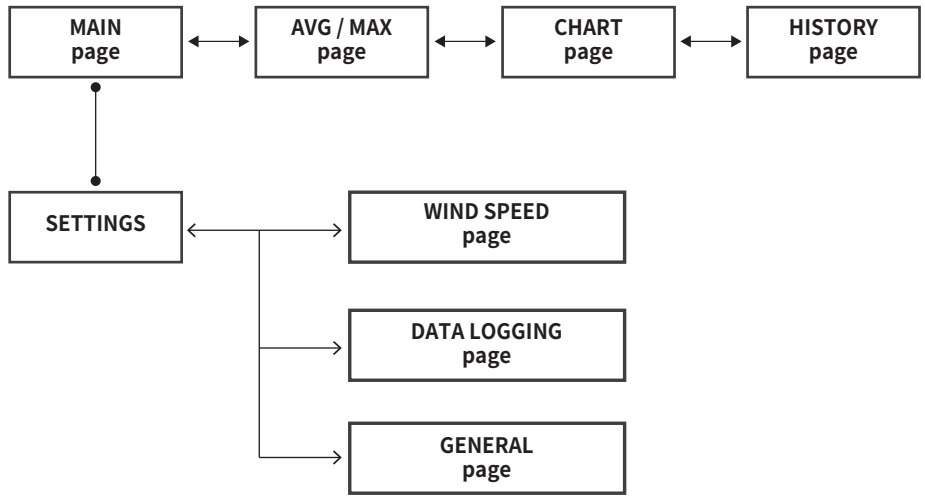 MAIN
page
AVG / MAX
page
CHART
page
HISTORY
page
SETTINGS
WIND SPEED
page
DATA LOGGING
page
GENERAL
page